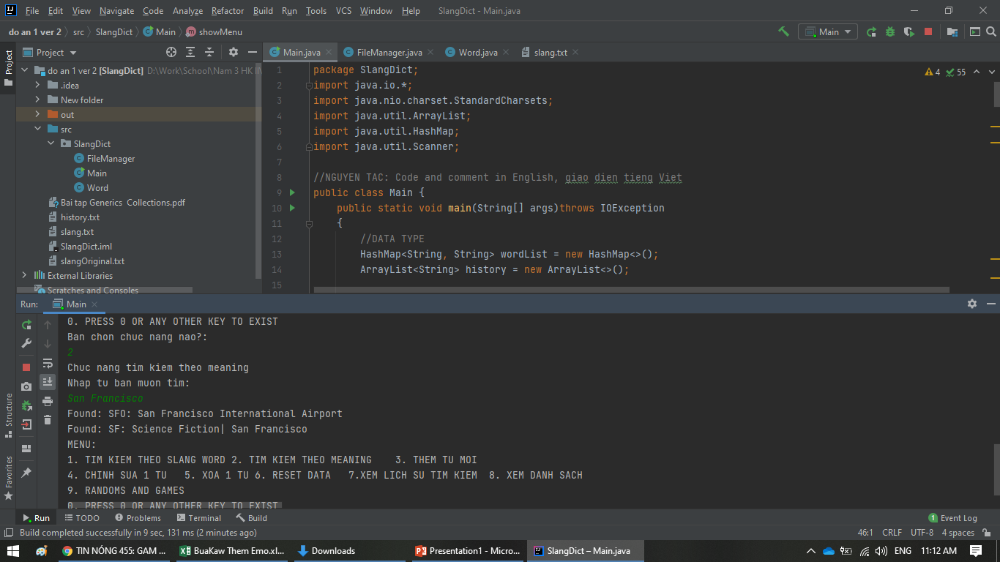 File Edit View Navigate Code Analyze Refactor Build Run Tools VCS Window Help SlangDict - Main.java
do an 1 ver 2 src SlangDict Main showMenu Main
Project Main.java FileManager.java Word.java slang.txt
Project
do an 1 ver 2 [SlangDict] D:\Work\School\Nam 3 HK II\
.idea
New folder
out
src
SlangDict
FileManager
Main
Word
Bai tap Generics Collections.pdf
history.txt
slang.txt
SlangDict.iml
slangOriginal.txt
External Libraries
Scratches and Consoles
4 55
1 package SlangDict;
2 import java.io.*;
3 import java.nio.charset.StandardCharsets;
4 import java.util.ArrayList;
5 import java.util.HashMap;
6 import java.util.Scanner;
7
8 //NGUYEN TAC: Code and comment in English, giao dien tieng Viet
9 public class Main {
10 public static void main(String[] args)throws IOException
11 {
12 //DATA TYPE
13 HashMap<String, String> wordList = new HashMap<>();
14 ArrayList<String> history = new ArrayList<>();
15
Run: Main
0. PRESS 0 OR ANY OTHER KEY TO EXIST
Ban chon chuc nang nao?:
2
Chuc nang tim kiem theo meaning
Nhap tu ban muon tim:
San Francisco
Found: SFO: San Francisco International Airport
Found: SF: Science Fiction| San Francisco
MENU:
1. TIM KIEM THEO SLANG WORD 2. TIM KIEM THEO MEANING 3. THEM TU MOI
4. CHINH SUA 1 TU 5. XOA 1 TU 6. RESET DATA 7.XEM LICH SU TIM KIEM 8. XEM DANH SACH
9. RANDOMS AND GAMES
0. PRESS 0 OR ANY OTHER KEY TO EXIST
Structure
Favorites
Run TODO Problems Terminal Build 1 Event Log
Build completed successfully in 9 sec, 131 ms (2 minutes ago) 46:1 CRLF UTF-8 4 spaces
TIN NÓNG 455: GAM ... BuaKaw Them Emo.xl... Downloads Presentation1 - Micro... SlangDict – Main.java ENG 11:12 AM